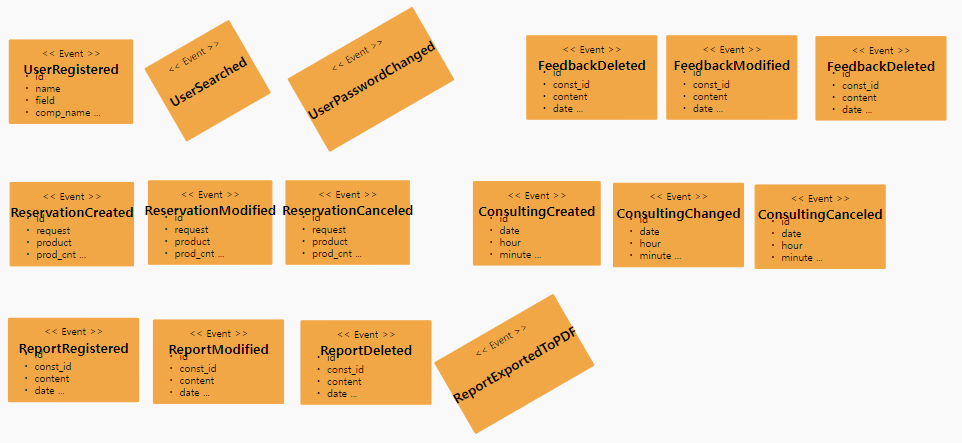 << Event >>
UserRegistered
・ id
・ name
・ field
・ comp_name ...
<< Event >>
UserSearched
<< Event >>
UserPasswordChanged
<< Event >>
FeedbackDeleted
・ id
・ const_id
・ content
・ date ...
<< Event >>
FeedbackModified
・ id
・ const_id
・ content
・ date ...
<< Event >>
FeedbackDeleted
・ id
・ const_id
・ content
・ date ...
<< Event >>
ReservationCreated
・ id
・ request
・ product
・ prod_cnt ...
<< Event >>
ReservationModified
・ id
・ request
・ product
・ prod_cnt ...
<< Event >>
ReservationCanceled
・ id
・ request
・ product
・ prod_cnt ...
<< Event >>
ConsultingCreated
・ id
・ date
・ hour
・ minute ...
<< Event >>
ConsultingChanged
・ id
・ date
・ hour
・ minute ...
<< Event >>
ConsultingCanceled
・ id
・ date
・ hour
・ minute ...
<< Event >>
ReportRegistered
・ id
・ const_id
・ content
・ date ...
<< Event >>
ReportModified
・ id
・ const_id
・ content
・ date ...
<< Event >>
ReportDeleted
・ id
・ const_id
・ content
・ date ...
<< Event >>
ReportExportedToPDF